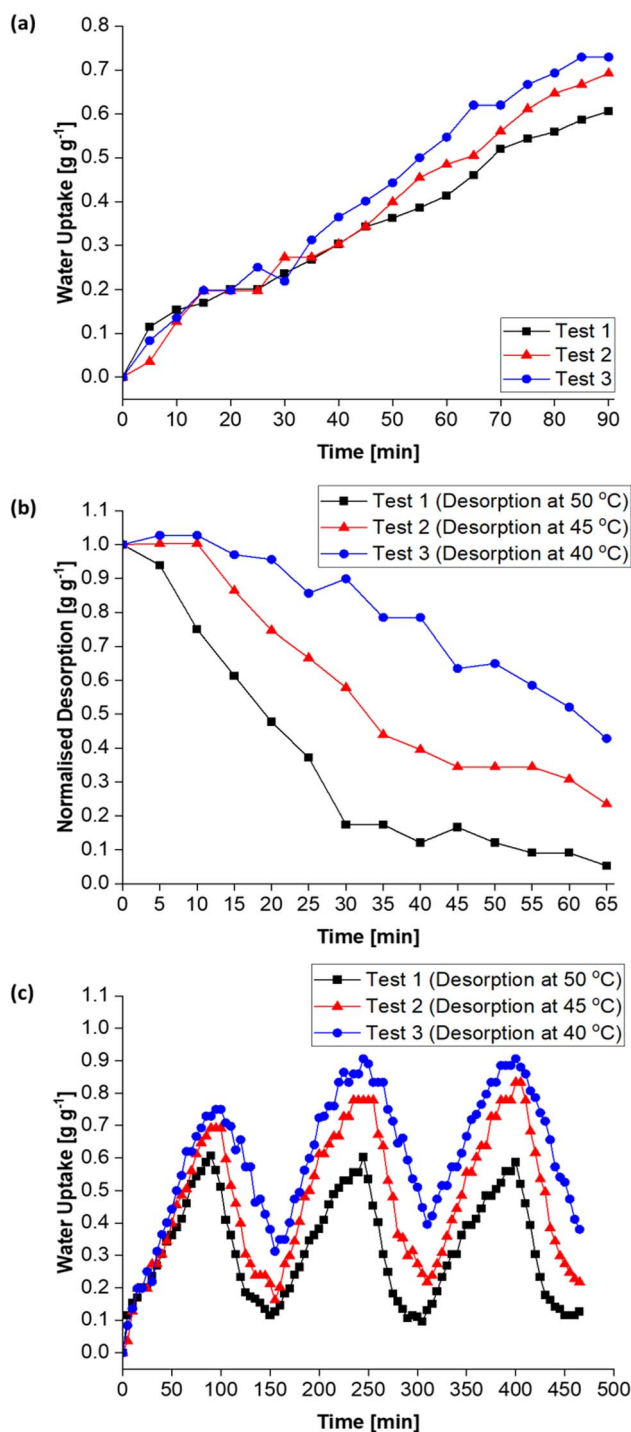 (a)
Water Uptake [g g⁻¹]
0.8
0.7
0.6
0.5
0.4
0.3
0.2
0.1
0.0
Test 1
Test 2
Test 3
0 10 20 30 40 50 60 70 80 90
Time [min]
(b)
Normalised Desorption [g g⁻¹]
Test 1 (Desorption at 50 °C)
Test 2 (Desorption at 45 °C)
Test 3 (Desorption at 40 °C)
1.1
1.0
0.9
0.8
0.7
0.6
0.5
0.4
0.3
0.2
0.1
0.0
0 5 10 15 20 25 30 35 40 45 50 55 60 65
Time [min]
(c)
Water Uptake [g g⁻¹]
Test 1 (Desorption at 50 °C)
Test 2 (Desorption at 45 °C)
Test 3 (Desorption at 40 °C)
1.1
1.0
0.9
0.8
0.7
0.6
0.5
0.4
0.3
0.2
0.1
0.0
0 50 100 150 200 250 300 350 400 450 500
Time [min]